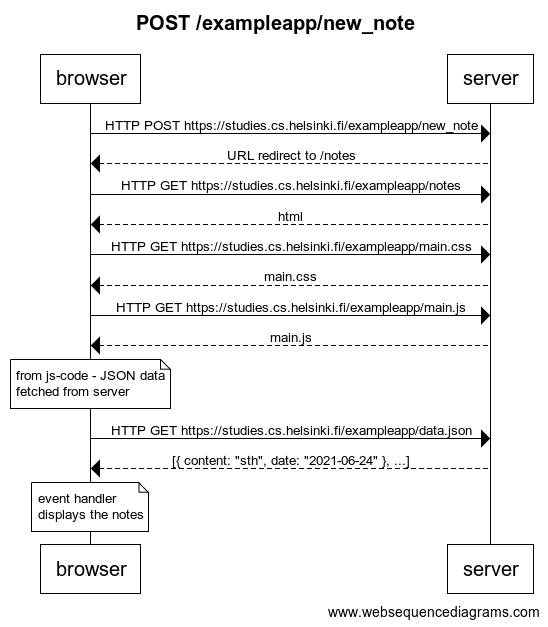 POST /exampleapp/new_note
browser
server
HTTP POST https://studies.cs.helsinki.fi/exampleapp/new_note
URL redirect to /notes
HTTP GET https://studies.cs.helsinki.fi/exampleapp/notes
html
HTTP GET https://studies.cs.helsinki.fi/exampleapp/main.css
main.css
HTTP GET https://studies.cs.helsinki.fi/exampleapp/main.js
main.js
from js-code - JSON data
fetched from server
HTTP GET https://studies.cs.helsinki.fi/exampleapp/data.json
[{ content: "sth", date: "2021-06-24" }, ...]
event handler
displays the notes
browser
server
www.websequencediagrams.com